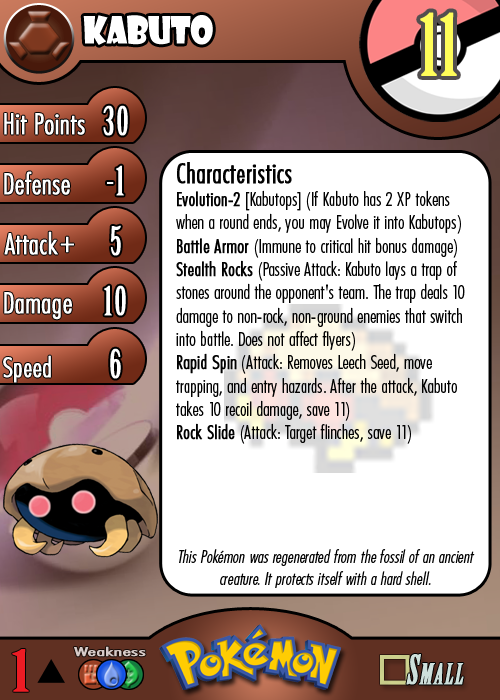 KABUTO
11
Hit Points 30
Defense -1
Attack+ 5
Damage 10
Speed 6
Characteristics
Evolution-2 [Kabutops] (If Kabuto has 2 XP tokens
when a round ends, you may Evolve it into Kabutops)
Battle Armor (Immune to critical hit bonus damage)
Stealth Rocks (Passive Attack: Kabuto lays a trap of
stones around the opponent's team. The trap deals 10
damage to non-rock, non-ground enemies that switch
into battle. Does not affect flyers)
Rapid Spin (Attack: Removes Leech Seed, move
trapping, and entry hazards. After the attack, Kabuto
takes 10 recoil damage, save 11)
Rock Slide (Attack: Target flinches, save 11)
This Pokémon was regenerated from the fossil of an ancient
creature. It protects itself with a hard shell.
1
Weakness
POKéMON
SMALL